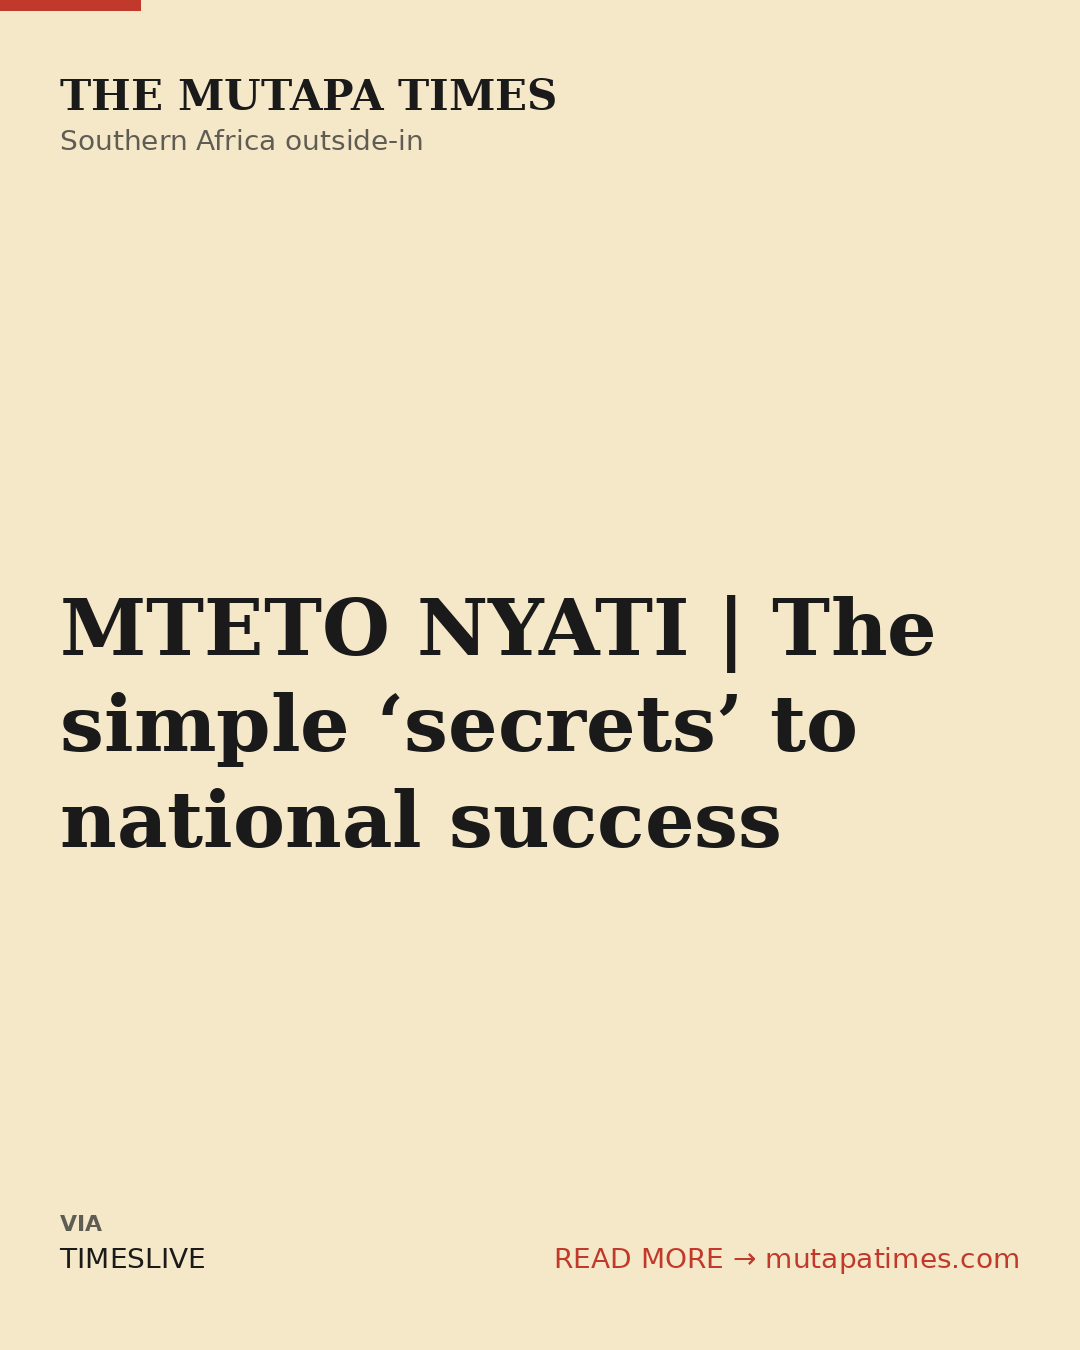 THE MUTAPA TIMES
Southern Africa outside-in
MTETO NYATI | The
simple ‘secrets’ to
national success
VIA
TIMESLIVE
READ MORE → mutapatimes.com